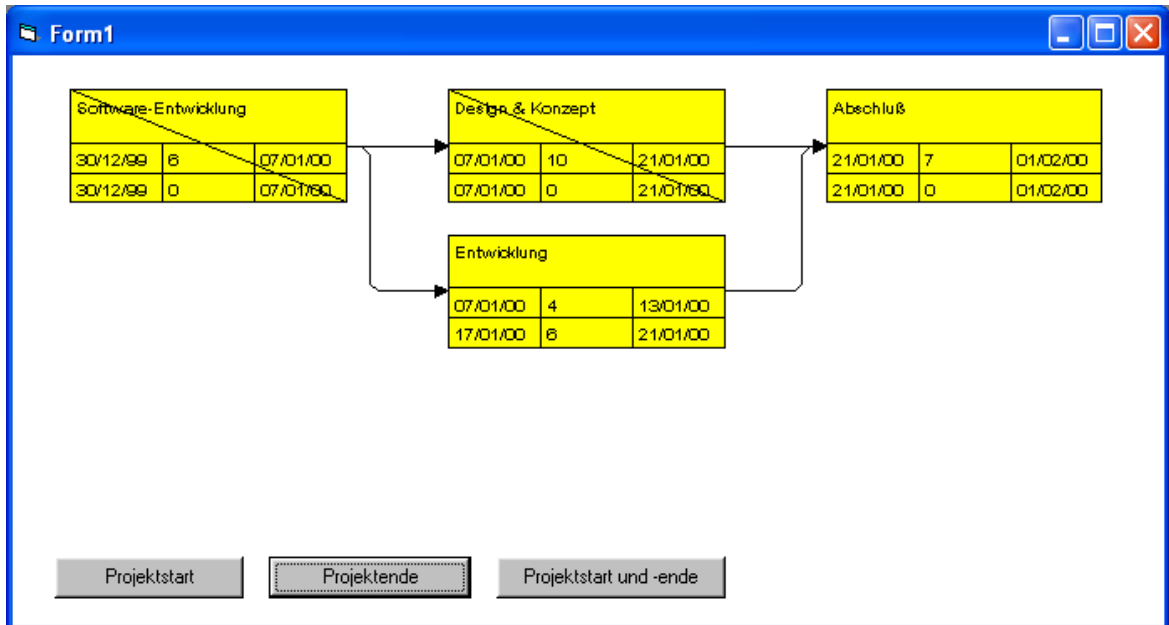 Form1
Software-Entwicklung
30/12/99 6 07/01/00
30/12/99 0 07/01/00
Design & Konzept
07/01/00 10 21/01/00
07/01/00 0 21/01/00
Abschluß
21/01/00 7 01/02/00
21/01/00 0 01/02/00
Entwicklung
07/01/00 4 13/01/00
17/01/00 6 21/01/00
Projektstart
Projektende
Projektstart und -ende